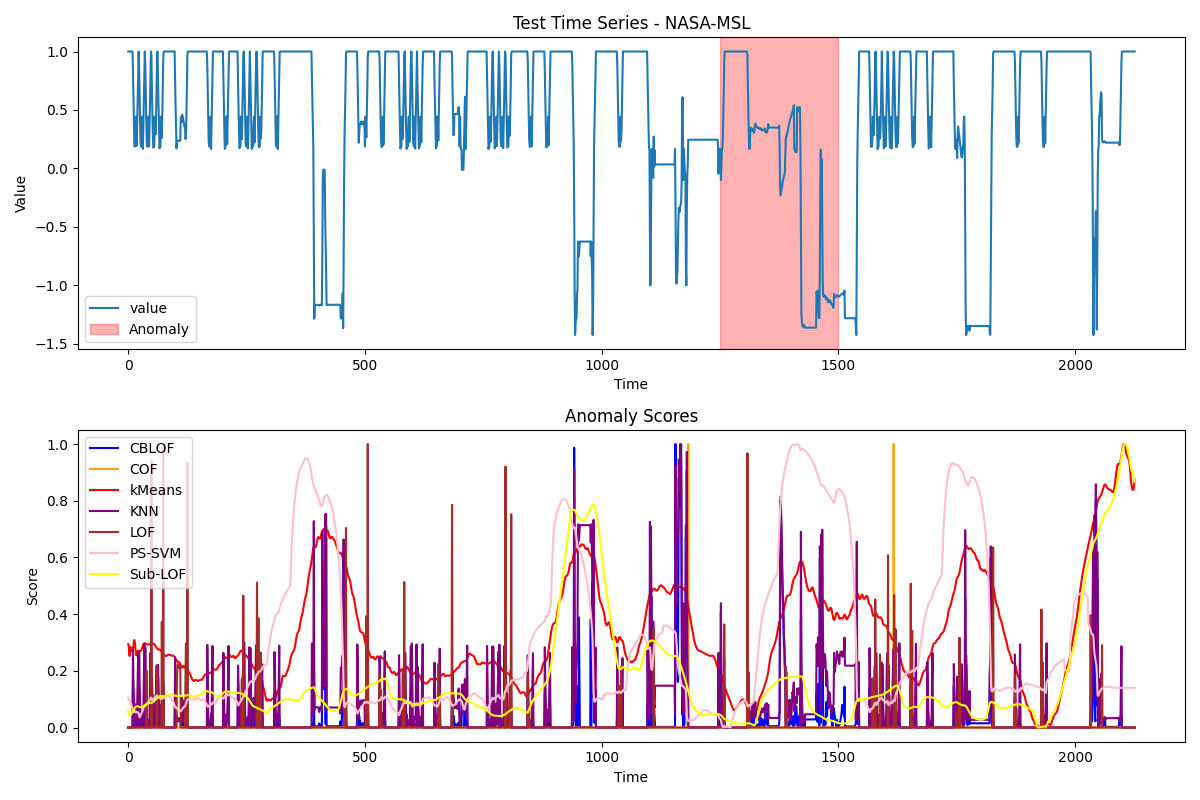 Test Time Series - NASA-MSL
1.0
0.5
0.0
−0.5
−1.0
−1.5
Value
value
Anomaly
0
500
1000
1500
2000
Time
Anomaly Scores
1.0
0.8
0.6
0.4
0.2
0.0
Score
CBLOF
COF
kMeans
KNN
LOF
PS-SVM
Sub-LOF
0
500
1000
1500
2000
Time